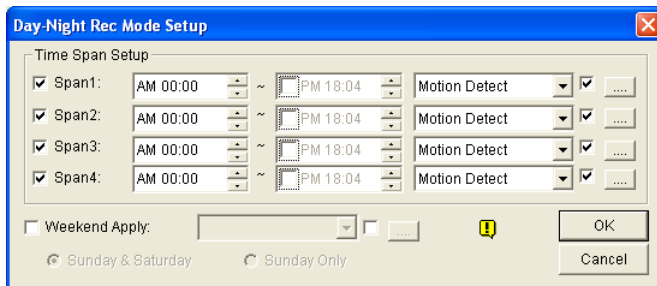 Day-Night Rec Mode Setup
Time Span Setup
Span1: AM 00:00 ~ PM 18:04 Motion Detect ....
Span2: AM 00:00 ~ PM 18:04 Motion Detect ....
Span3: AM 00:00 ~ PM 18:04 Motion Detect ....
Span4: AM 00:00 ~ PM 18:04 Motion Detect ....
Weekend Apply: .... ! OK
Sunday & Saturday Sunday Only Cancel